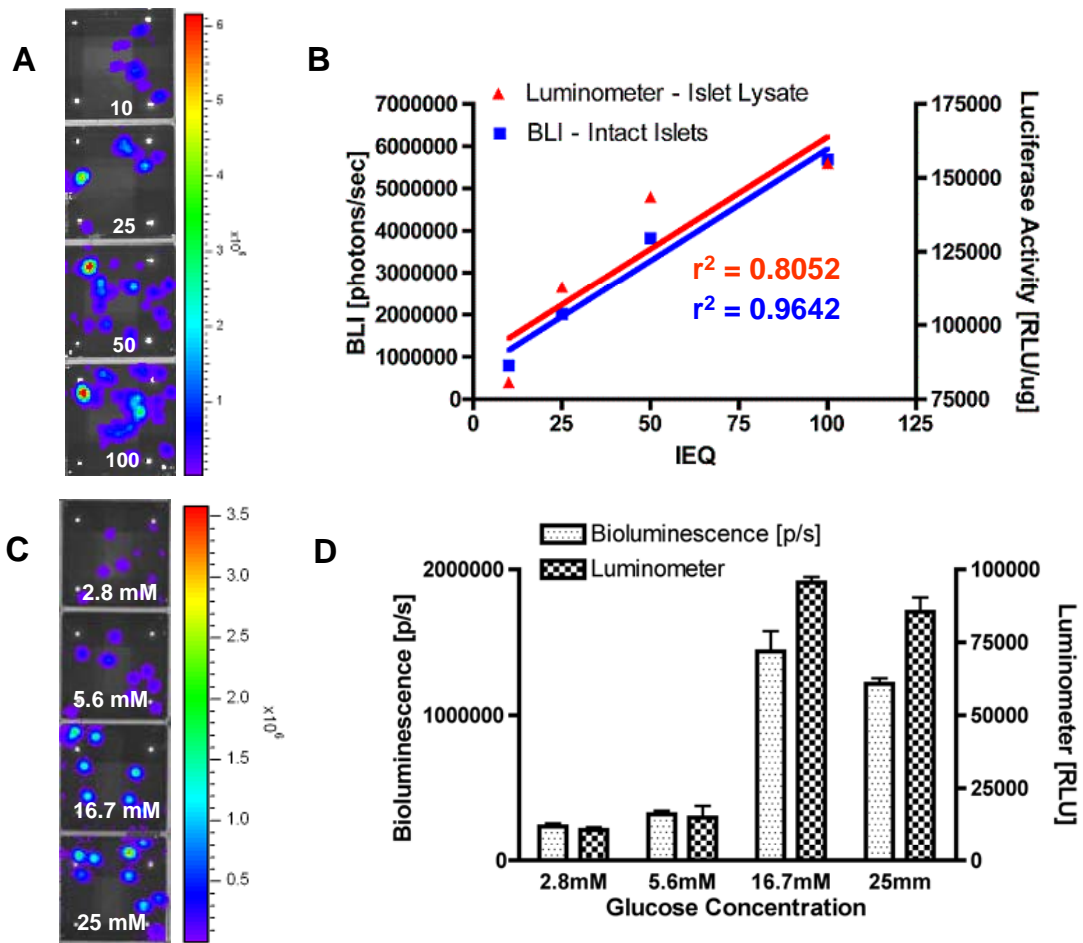 A
10
25
50
100
6
5
4
3
2
1
B
Luminometer - Islet Lysate
BLI - Intact Islets
7000000
6000000
5000000
4000000
3000000
2000000
1000000
0
BLI [photons/sec]
175000
150000
125000
100000
75000
Luciferase Activity [RLU/ug]
r² = 0.8052
r² = 0.9642
0 25 50 75 100 125
IEQ
C
2.8 mM
5.6 mM
16.7 mM
25 mM
3.5
3.0
2.5
2.0
1.5
1.0
0.5
x10⁶
D
Bioluminescence [p/s]
Luminometer
2000000
1000000
0
Bioluminescence [p/s]
100000
75000
50000
25000
0
Luminometer [RLU]
2.8mM 5.6mM 16.7mM 25mm
Glucose Concentration